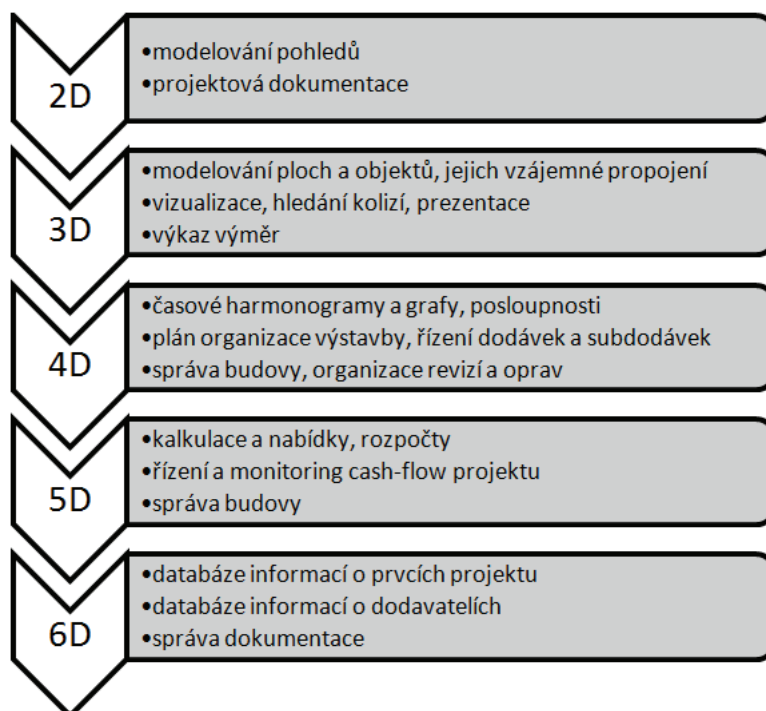 2D
•modelování pohledů
•projektová dokumentace
3D
•modelování ploch a objektů, jejich vzájemné propojení
•vizualizace, hledání kolizí, prezentace
•výkaz výměr
4D
•časové harmonogramy a grafy, posloupnosti
•plán organizace výstavby, řízení dodávek a subdodávek
•správa budovy, organizace revizí a oprav
5D
•kalkulace a nabídky, rozpočty
•řízení a monitoring cash-flow projektu
•správa budovy
6D
•databáze informací o prvcích projektu
•databáze informací o dodavatelích
•správa dokumentace